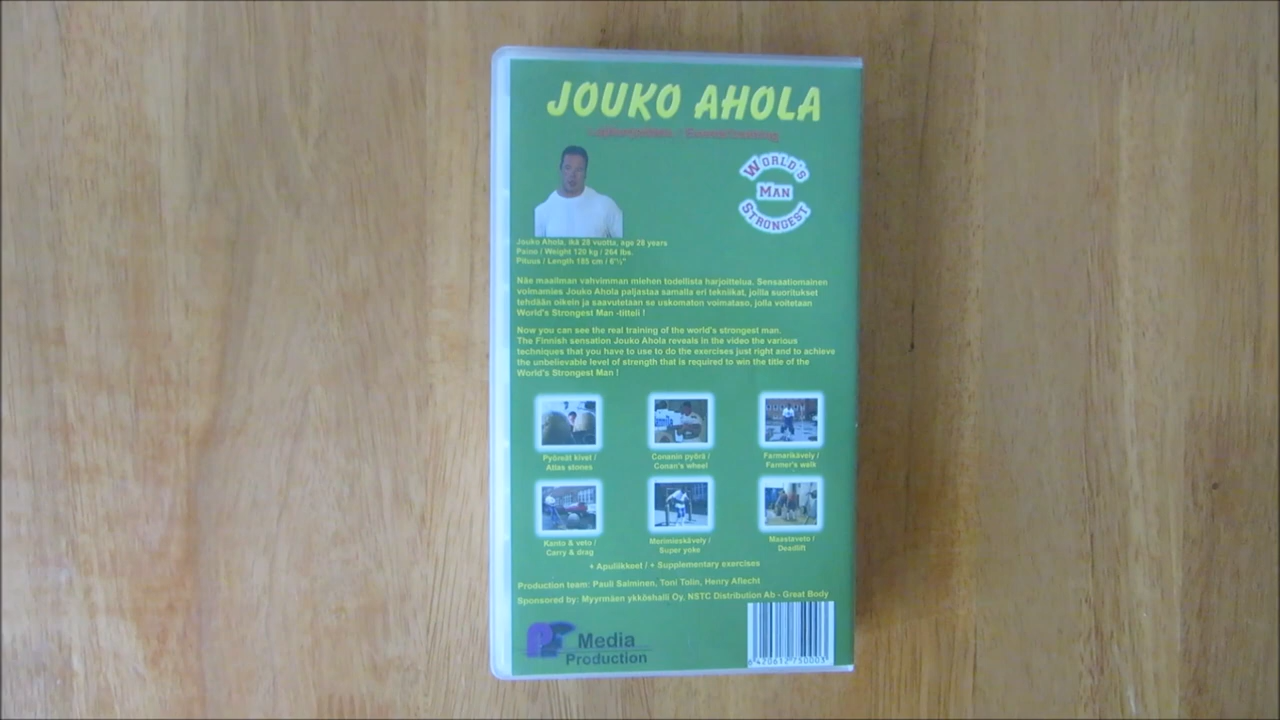 JOUKO AHOLA
WORLD'S
MAN
STRONGEST
Jouko Ahola, ikä 28 vuotta, age 28 years
Paino / Weight 120 kg / 264 lbs.
Pituus / Length 185 cm / 6'½"
Näe maailman vahvimman miehen todellista harjoittelua. Sensaatiomainen
voimamies Jouko Ahola paljastaa samalla eri tekniikat, joilla suoritukset
tehdään oikein ja saavutetaan se uskomaton voimataso, jolla voitetaan
World's Strongest Man -titteli !
Now you can see the real training of the world's strongest man.
The Finnish sensation Jouko Ahola reveals in the video the various
techniques that you have to use to do the exercises just right and to achieve
the unbelievable level of strength that is required to win the title of the
World's Strongest Man !
Pyöreät kivet /
Atlas stones
Conanin pyörä /
Conan's wheel
Farmarikävely /
Farmer's walk
Kanto & veto /
Carry & drag
Merimieskävely /
Super yoke
Maastaveto /
Deadlift
+ Apuliikkeet / + Supplementary exercises
Production team: Pauli Salminen, Toni Tolin, Henry Aflecht
Sponsored by: Myyrmäen ykköshalli Oy, NSTC Distribution Ab - Great Body
Media
Production
6 420612 750003